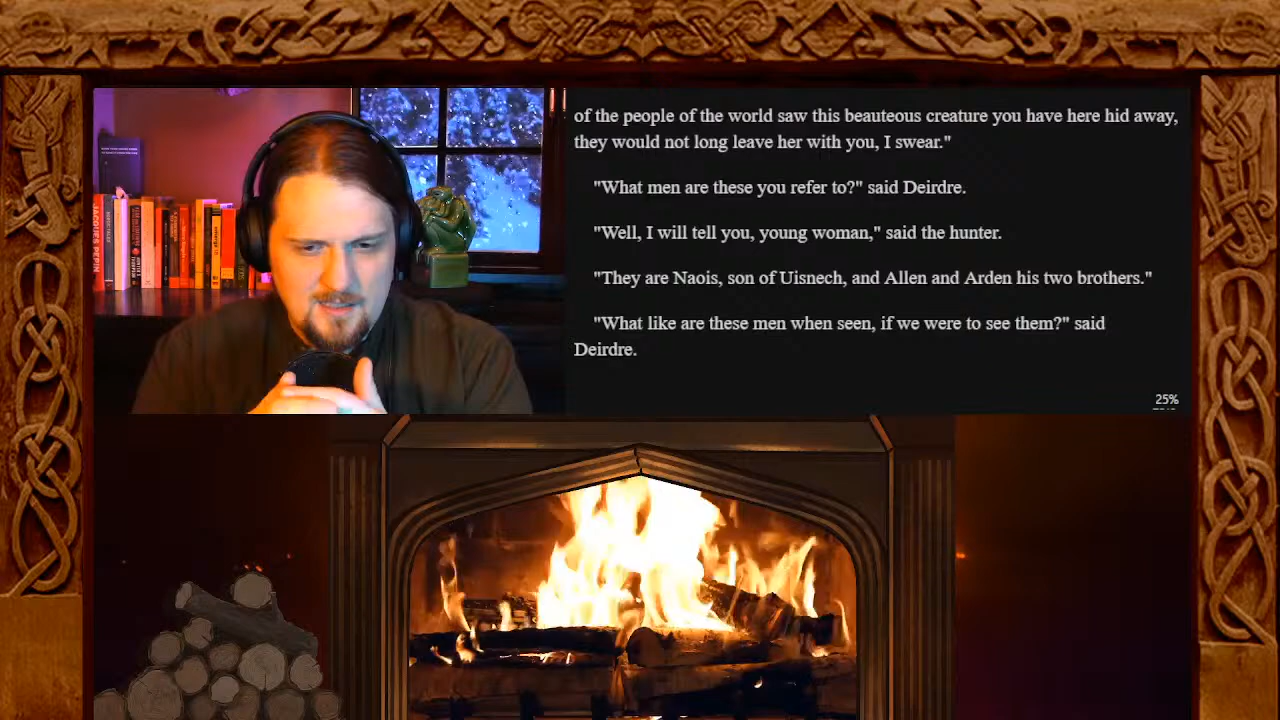 of the people of the world saw this beauteous creature you have here hid away,
they would not long leave her with you, I swear."
"What men are these you refer to?" said Deirdre.
"Well, I will tell you, young woman," said the hunter.
"They are Naois, son of Uisnech, and Allen and Arden his two brothers."
"What like are these men when seen, if we were to see them?" said
Deirdre.
25%
JACQUES PEPIN